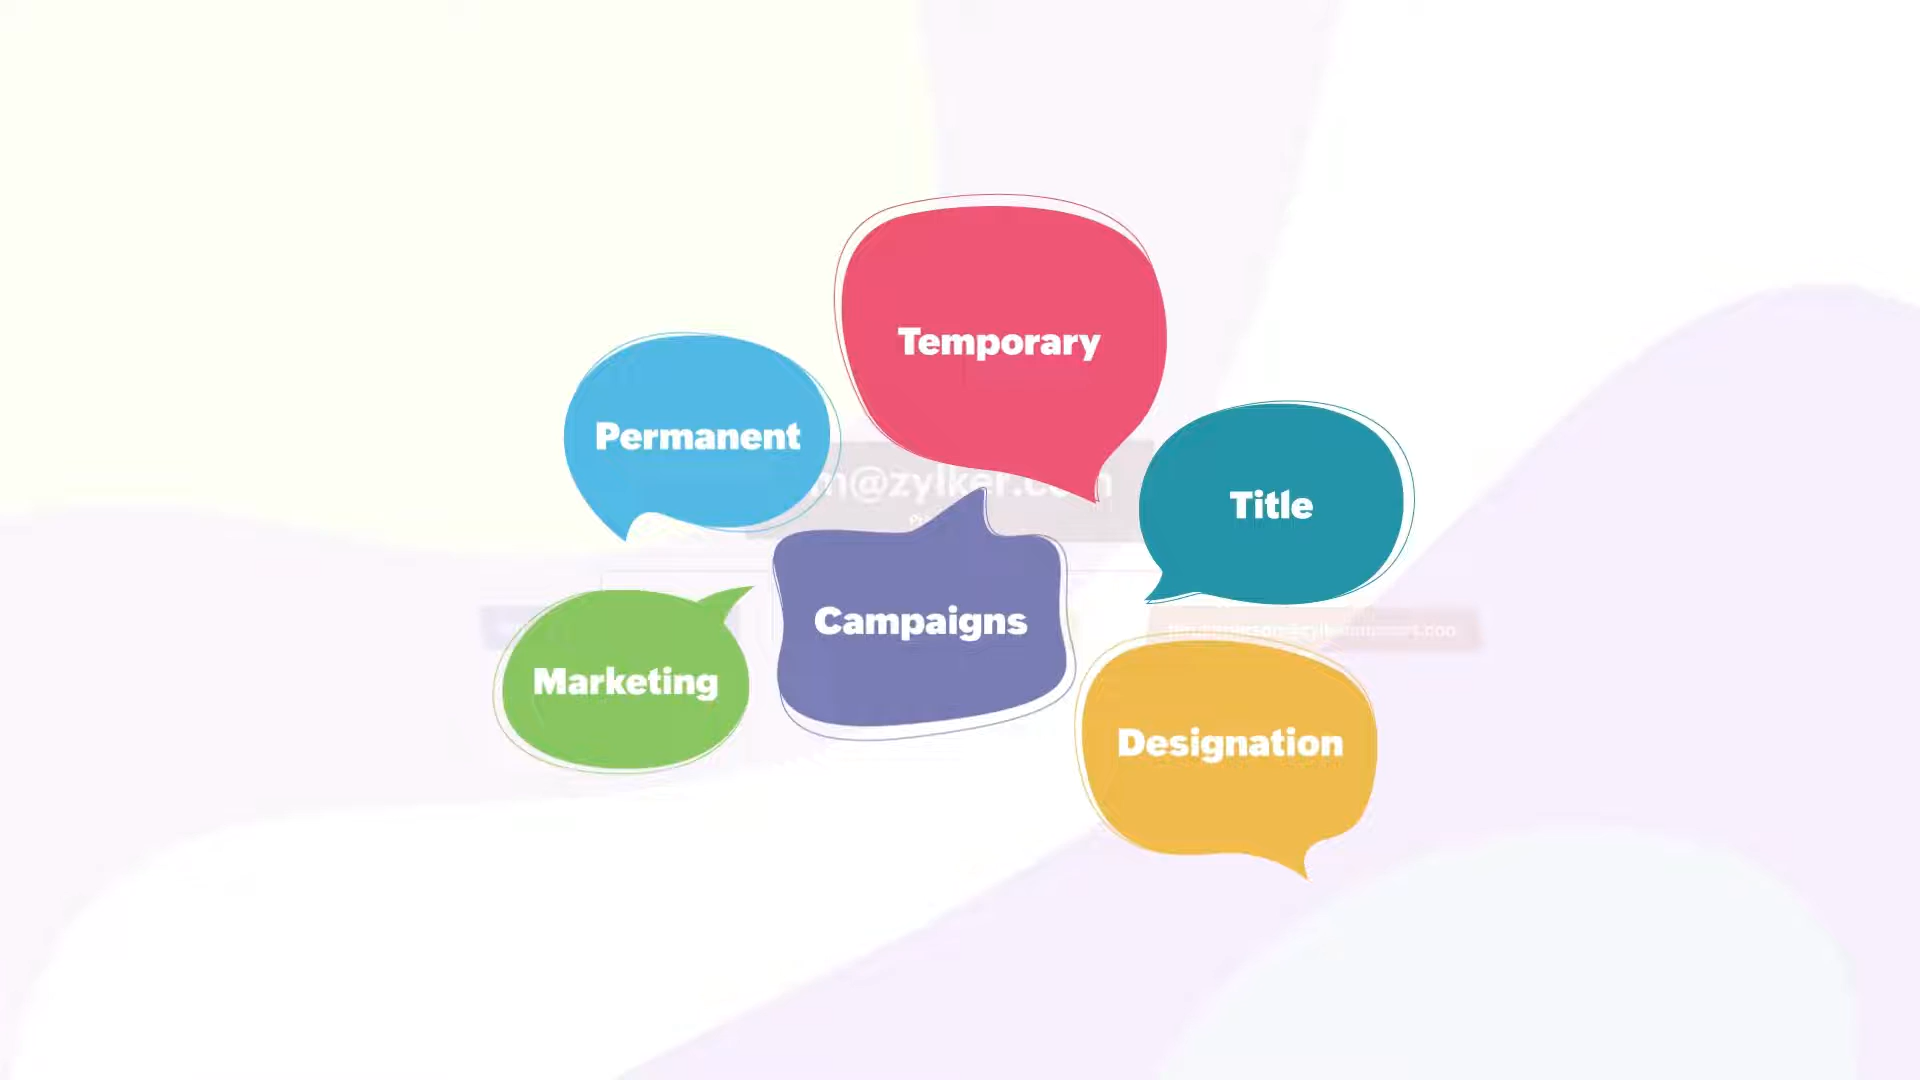 Temporary
Permanent
Title
Campaigns
Marketing
Designation